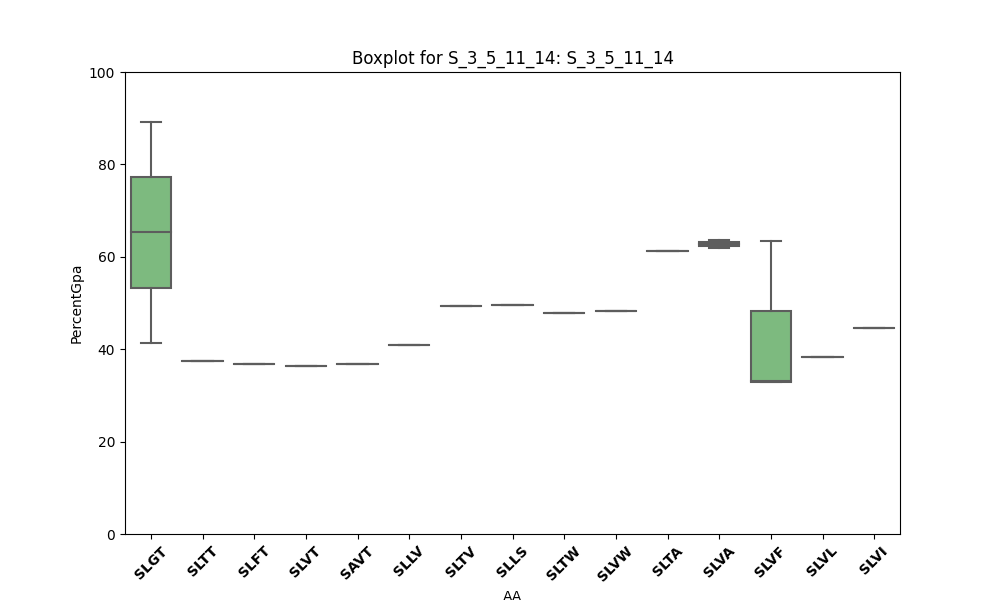 Boxplot for S_3_5_11_14: S_3_5_11_14
100
80
60
40
20
0
PercentGpa
SLGT
SLTT
SLFT
SLVT
SAVT
SLLV
SLTV
SLLS
SLTW
SLVW
SLTA
SLVA
SLVF
SLVL
SLVI
AA